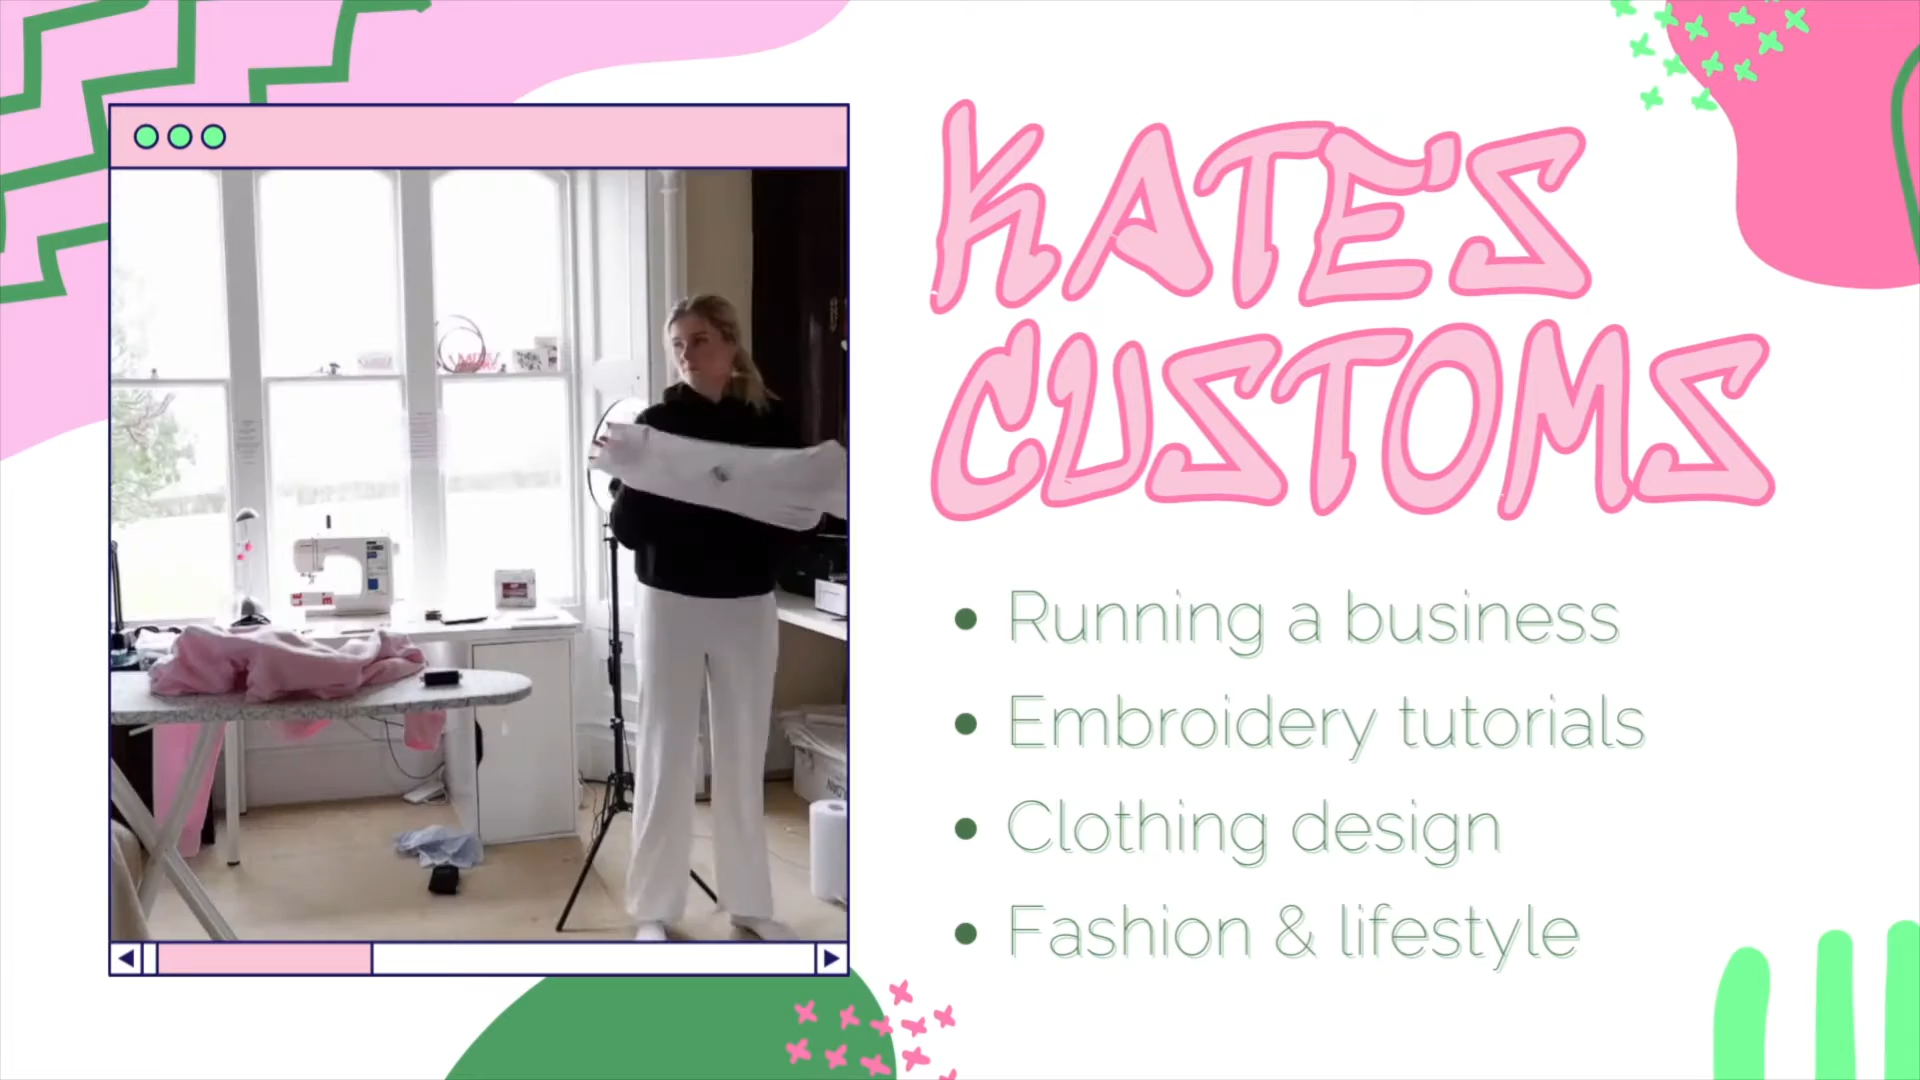 KATE'S
CUSTOMS
Running a business
Embroidery tutorials
Clothing design
Fashion & lifestyle